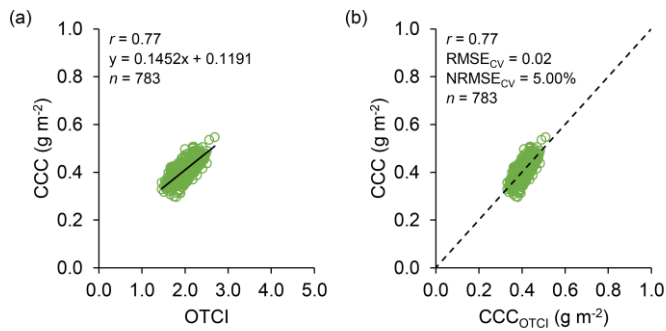 (a)
r = 0.77
y = 0.1452x + 0.1191
n = 783
CCC (g m-2)
1.0
0.8
0.6
0.4
0.2
0.0
0.0 1.0 2.0 3.0 4.0 5.0
OTCI
(b)
r = 0.77
RMSECV = 0.02
NRMSECV = 5.00%
n = 783
CCC (g m-2)
1.0
0.8
0.6
0.4
0.2
0.0
0.0 0.2 0.4 0.6 0.8 1.0
CCCOTCI (g m-2)